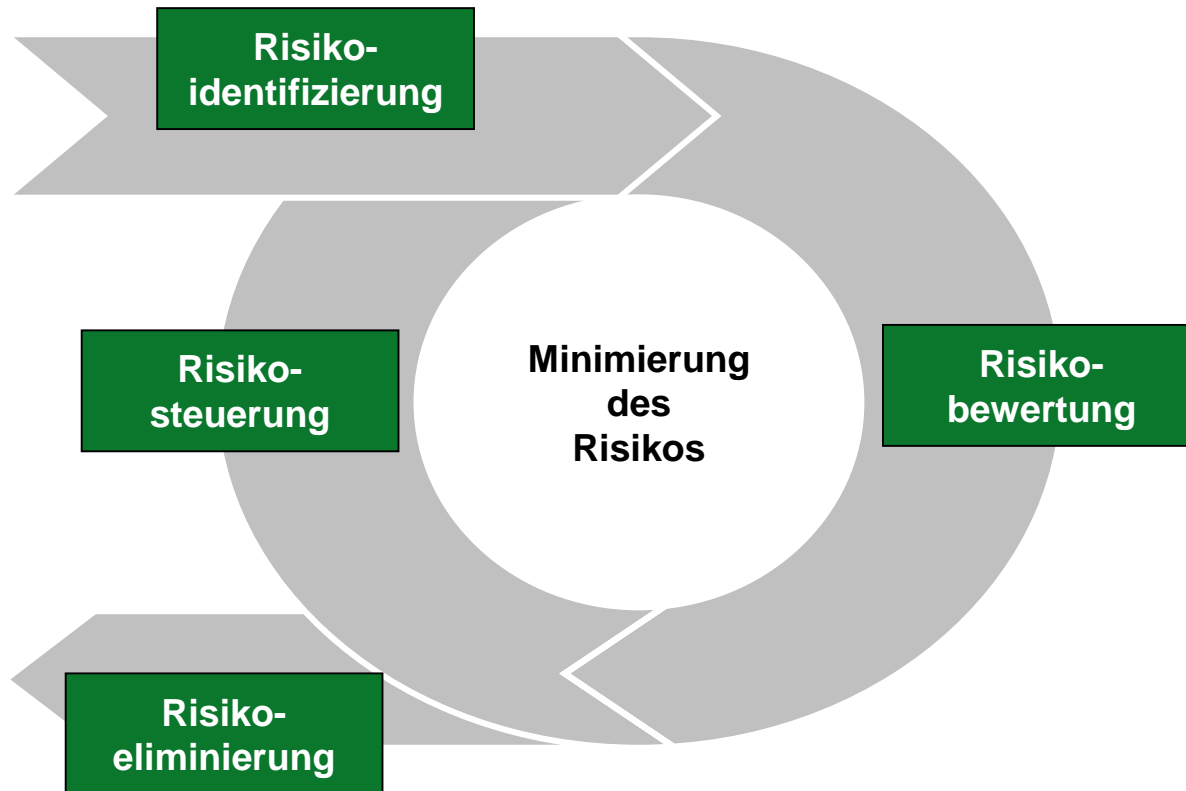 Risiko-
identifizierung
Risiko-
steuerung
Minimierung
des
Risikos
Risiko-
bewertung
Risiko-
eliminierung